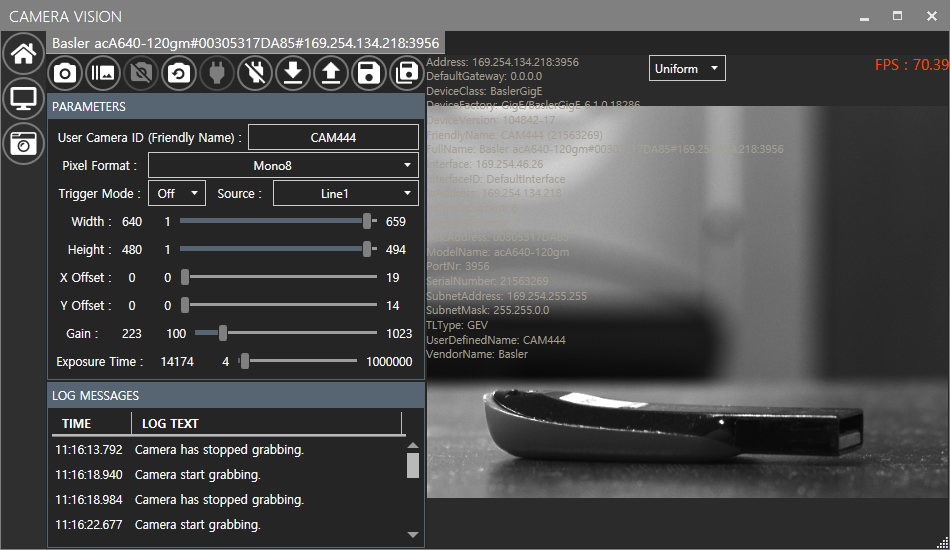 CAMERA VISION
Basler acA640-120gm#00305317DA85#169.254.134.218:3956
PARAMETERS
User Camera ID (Friendly Name) : CAM444
Pixel Format : Mono8
Trigger Mode : Off Source : Line1
Width : 640 1 659
Height : 480 1 494
X Offset : 0 0 19
Y Offset : 0 0 14
Gain : 223 100 1023
Exposure Time : 14174 4 1000000
LOG MESSAGES
TIME LOG TEXT
11:16:13.792 Camera has stopped grabbing.
11:16:18.940 Camera start grabbing.
11:16:18.984 Camera has stopped grabbing.
11:16:22.677 Camera start grabbing.
Address: 169.254.134.218:3956
DefaultGateway: 0.0.0.0
DeviceClass: BaslerGigE
DeviceFactory: GigE/BaslerGigE 6.1.0.18286
DeviceVersion: 104842-17
FriendlyName: CAM444 (21563269)
FullName: Basler acA640-120gm#00305317DA85#169.254.134.218:3956
Interface: 169.254.46.26
InterfaceID: DefaultInterface
169.254.134.218
00305317DA85
ModelName: acA640-120gm
PortNr: 3956
SerialNumber: 21563269
SubnetAddress: 169.254.255.255
SubnetMask: 255.255.0.0
TLType: GEV
UserDefinedName: CAM444
VendorName: Basler
Uniform
FPS : 70.39